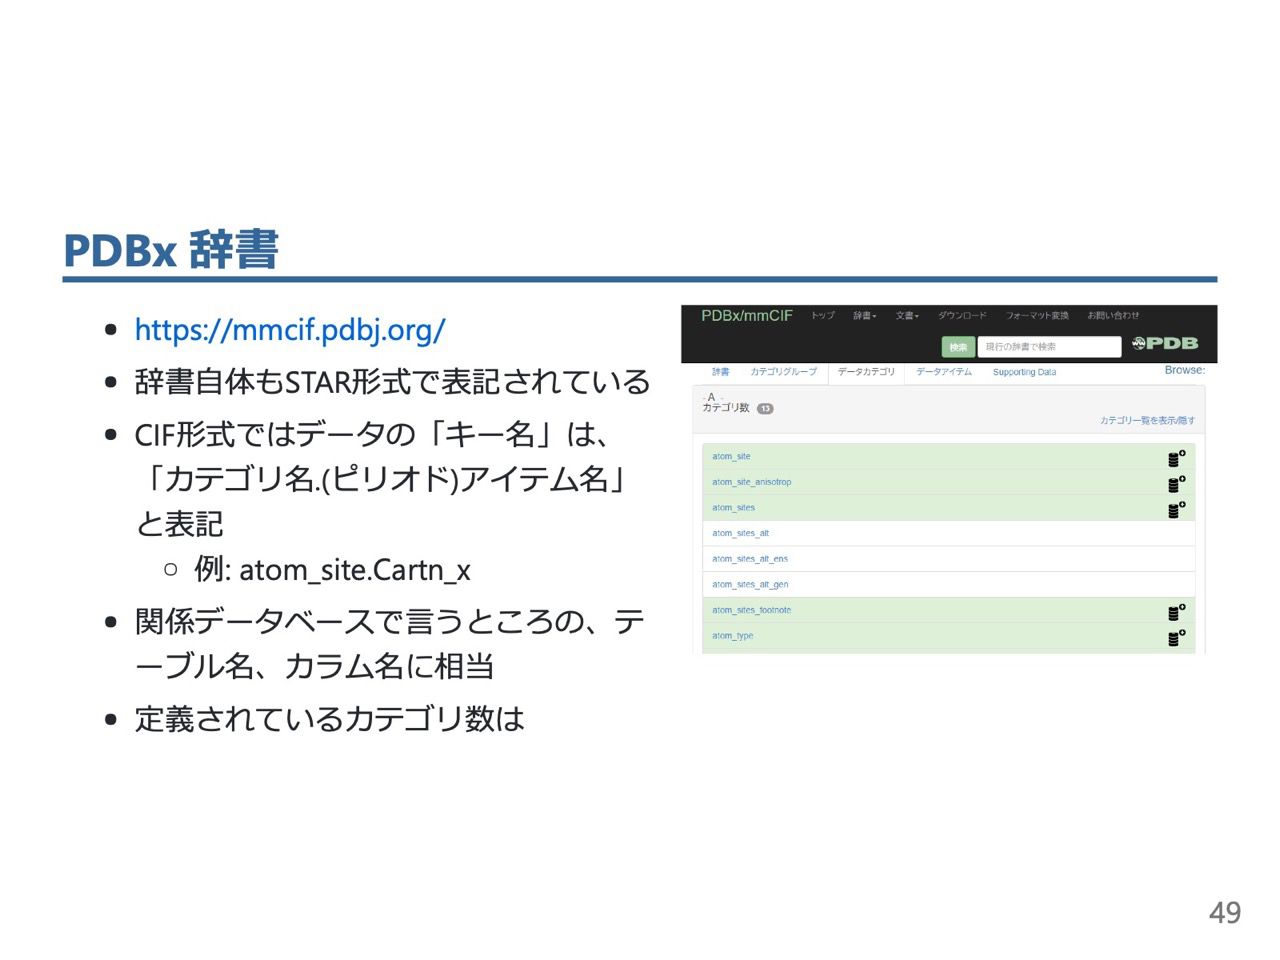 PDBx 辞書
https://mmcif.pdbj.org/
辞書自体もSTAR形式で表記されている
CIF形式ではデータの「キー名」は、
「カテゴリ名.(ピリオド)アイテム名」
と表記
例: atom_site.Cartn_x
関係データベースで言うところの、テ
ーブル名、カラム名に相当
定義されているカテゴリ数は
PDBx/mmCIF トップ 辞書 文書 ダウンロード フォーマット変換 お問い合わせ
検索 現行の辞書で検索 wwPDB
辞書 カテゴリグループ データカテゴリ データアイテム Supporting Data Browse:
- A -
カテゴリ数 13
カテゴリ一覧を表示/隠す
atom_site
atom_site_anisotrop
atom_sites
atom_sites_alt
atom_sites_alt_ens
atom_sites_alt_gen
atom_sites_footnote
atom_type
49